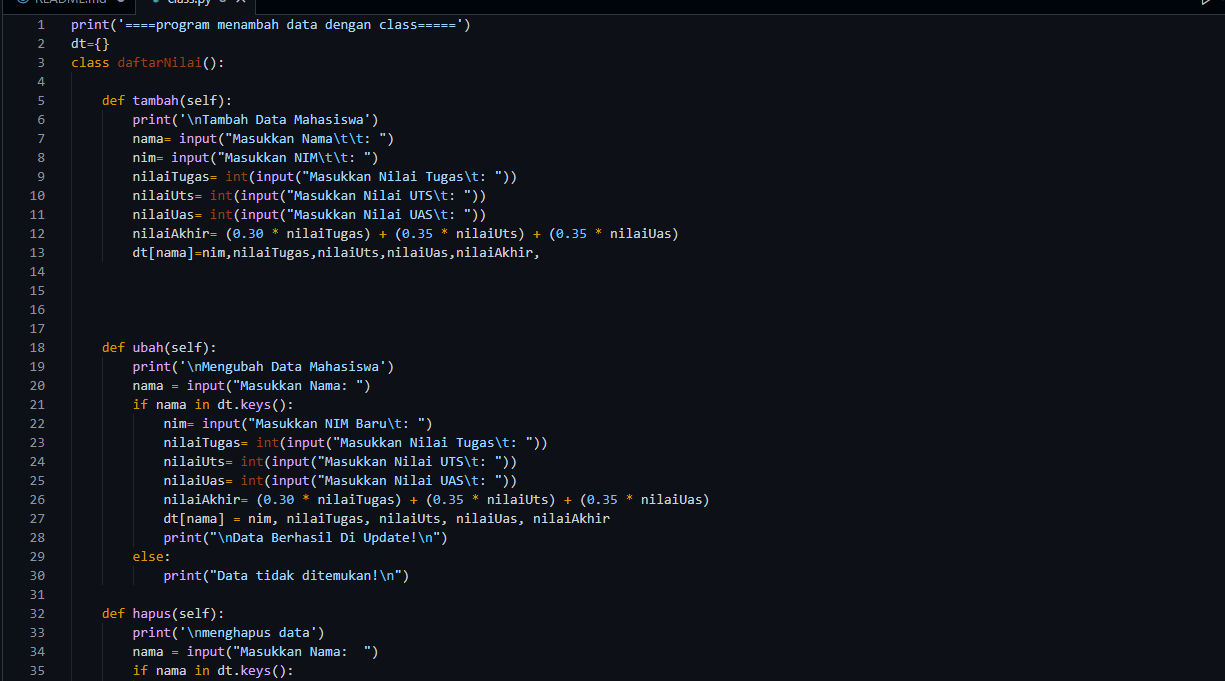 README.md class.py
1 print('====program menambah data dengan class=====')
2 dt={}
3 class daftarNilai():
4
5 def tambah(self):
6 print('\nTambah Data Mahasiswa')
7 nama= input("Masukkan Nama\t\t: ")
8 nim= input("Masukkan NIM\t\t: ")
9 nilaiTugas= int(input("Masukkan Nilai Tugas\t: "))
10 nilaiUts= int(input("Masukkan Nilai UTS\t: "))
11 nilaiUas= int(input("Masukkan Nilai UAS\t: "))
12 nilaiAkhir= (0.30 * nilaiTugas) + (0.35 * nilaiUts) + (0.35 * nilaiUas)
13 dt[nama]=nim,nilaiTugas,nilaiUts,nilaiUas,nilaiAkhir,
14
15
16
17
18 def ubah(self):
19 print('\nMengubah Data Mahasiswa')
20 nama = input("Masukkan Nama: ")
21 if nama in dt.keys():
22 nim= input("Masukkan NIM Baru\t: ")
23 nilaiTugas= int(input("Masukkan Nilai Tugas\t: "))
24 nilaiUts= int(input("Masukkan Nilai UTS\t: "))
25 nilaiUas= int(input("Masukkan Nilai UAS\t: "))
26 nilaiAkhir= (0.30 * nilaiTugas) + (0.35 * nilaiUts) + (0.35 * nilaiUas)
27 dt[nama] = nim, nilaiTugas, nilaiUts, nilaiUas, nilaiAkhir
28 print("\nData Berhasil Di Update!\n")
29 else:
30 print("Data tidak ditemukan!\n")
31
32 def hapus(self):
33 print('\nmenghapus data')
34 nama = input("Masukkan Nama:  ")
35 if nama in dt.keys():